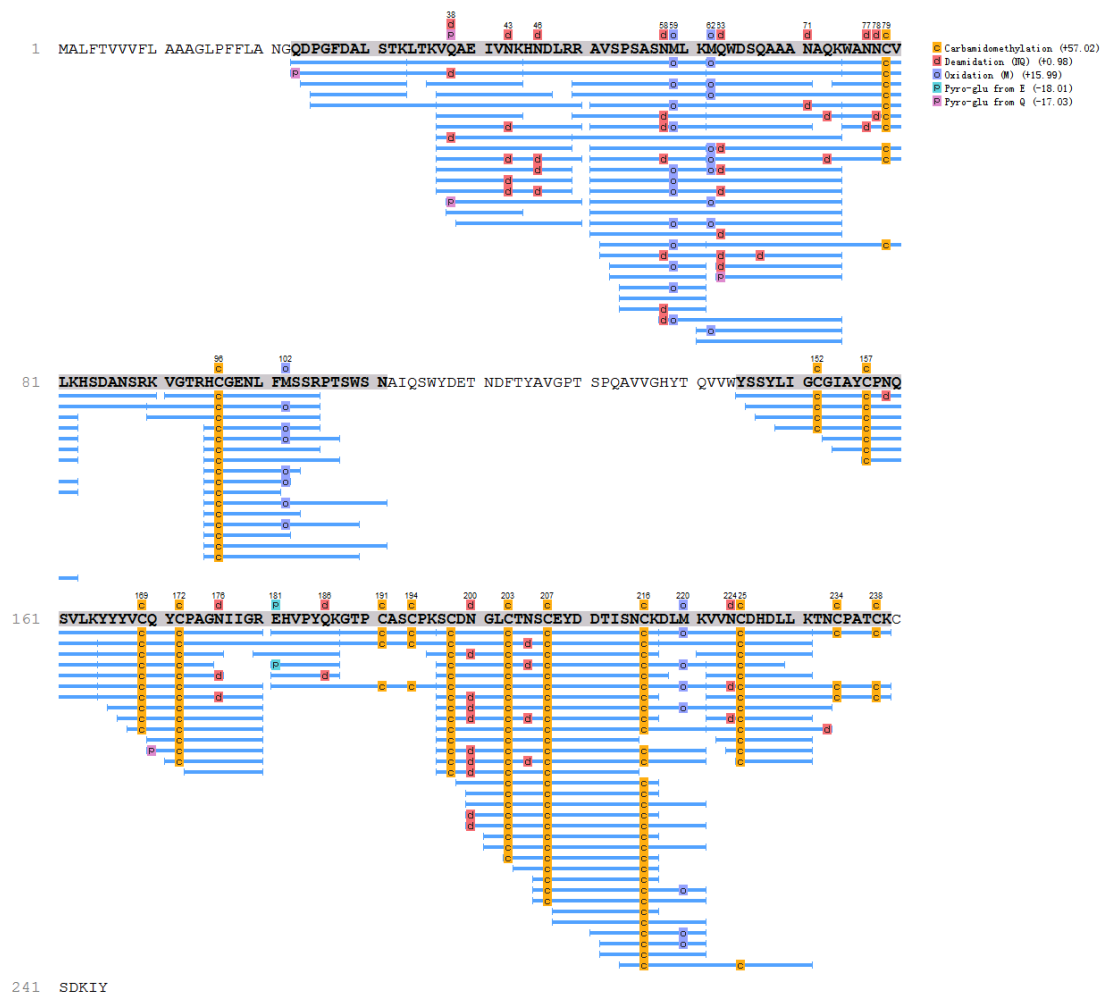 38
d
43 46 58 59 62 63 71 77 78 79
p d d d o o d d d d c
1 MALFTVVVFL AAAGLPFFLA NGQDPGFDAL STKLTKVQAE IVNKHNDLRR AVSPSASNML KMQWDSQAAA NAQKWANNCV
c Carbamidomethylation (+57.02)
d Deamidation (NQ) (+0.98)
o Oxidation (M) (+15.99)
p Pyro-glu from E (-18.01)
p Pyro-glu from Q (-17.03)
96 102 152 157
c o c c
81 LKHSDANSRK VGTRHCGENL FMSSRPTSWS NAIQSWYDET NDFTYAVGPT SPQAVVGHYT QVVWYSSYLI GCGIAYCPNQ
169 172 176 181 186 191 194 200 203 207 216 220 224 225 234 238
c c d p d c c d c c c o d c c c
161 SVLKYYYVCQ YCPAGNIIGR EHVPYQKGTP CASCPKSCDN GLCTNSCEYD DTISNCKDLM KVVNCDHDLL KTNCPATCKC
241 SDKIY